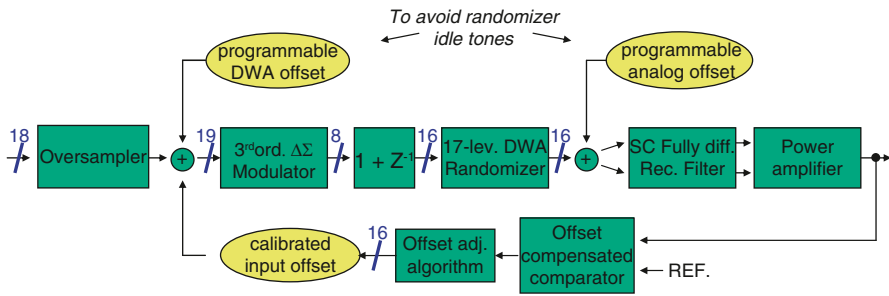 To avoid randomizer
idle tones
programmable
DWA offset
programmable
analog offset
18
Oversampler
+
19
3rd ord. ΔΣ
Modulator
8
1 + Z-1
16
17-lev. DWA
Randomizer
16
+
SC Fully diff.
Rec. Filter
Power
amplifier
calibrated
input offset
16
Offset adj.
algorithm
Offset
compensated
comparator
REF.